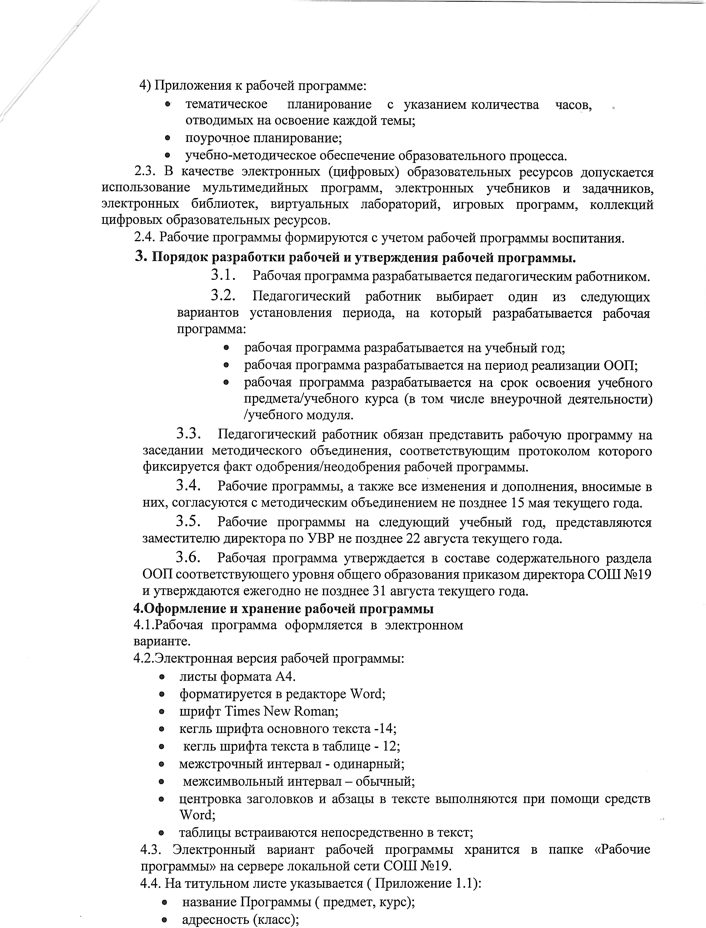 4) Приложения к рабочей программе:
• тематическое планирование с указанием количества часов,
отводимых на освоение каждой темы;
• поурочное планирование;
• учебно-методическое обеспечение образовательного процесса.
2.3. В качестве электронных (цифровых) образовательных ресурсов допускается
использование мультимедийных программ, электронных учебников и задачников,
электронных библиотек, виртуальных лабораторий, игровых программ, коллекций
цифровых образовательных ресурсов.
2.4. Рабочие программы формируются с учетом рабочей программы воспитания.
3. Порядок разработки рабочей и утверждения рабочей программы.
3.1. Рабочая программа разрабатывается педагогическим работником.
3.2. Педагогический работник выбирает один из следующих
вариантов установления периода, на который разрабатывается рабочая
программа:
• рабочая программа разрабатывается на учебный год;
• рабочая программа разрабатывается на период реализации ООП;
• рабочая программа разрабатывается на срок освоения учебного
предмета/учебного курса (в том числе внеурочной деятельности)
/учебного модуля.
3.3. Педагогический работник обязан представить рабочую программу на
заседании методического объединения, соответствующим протоколом которого
фиксируется факт одобрения/неодобрения рабочей программы.
3.4. Рабочие программы, а также все изменения и дополнения, вносимые в
них, согласуются с методическим объединением не позднее 15 мая текущего года.
3.5. Рабочие программы на следующий учебный год, представляются
заместителю директора по УВР не позднее 22 августа текущего года.
3.6. Рабочая программа утверждается в составе содержательного раздела
ООП соответствующего уровня общего образования приказом директора СОШ №19
и утверждаются ежегодно не позднее 31 августа текущего года.
4.Оформление и хранение рабочей программы
4.1.Рабочая программа оформляется в электронном
варианте.
4.2.Электронная версия рабочей программы:
• листы формата А4.
• форматируется в редакторе Word;
• шрифт Times New Roman;
• кегль шрифта основного текста -14;
• кегль шрифта текста в таблице - 12;
• межстрочный интервал - одинарный;
• межсимвольный интервал – обычный;
• центровка заголовков и абзацы в тексте выполняются при помощи средств
Word;
• таблицы встраиваются непосредственно в текст;
4.3. Электронный вариант рабочей программы хранится в папке «Рабочие
программы» на сервере локальной сети СОШ №19.
4.4. На титульном листе указывается ( Приложение 1.1):
• название Программы ( предмет, курс);
• адресность (класс);